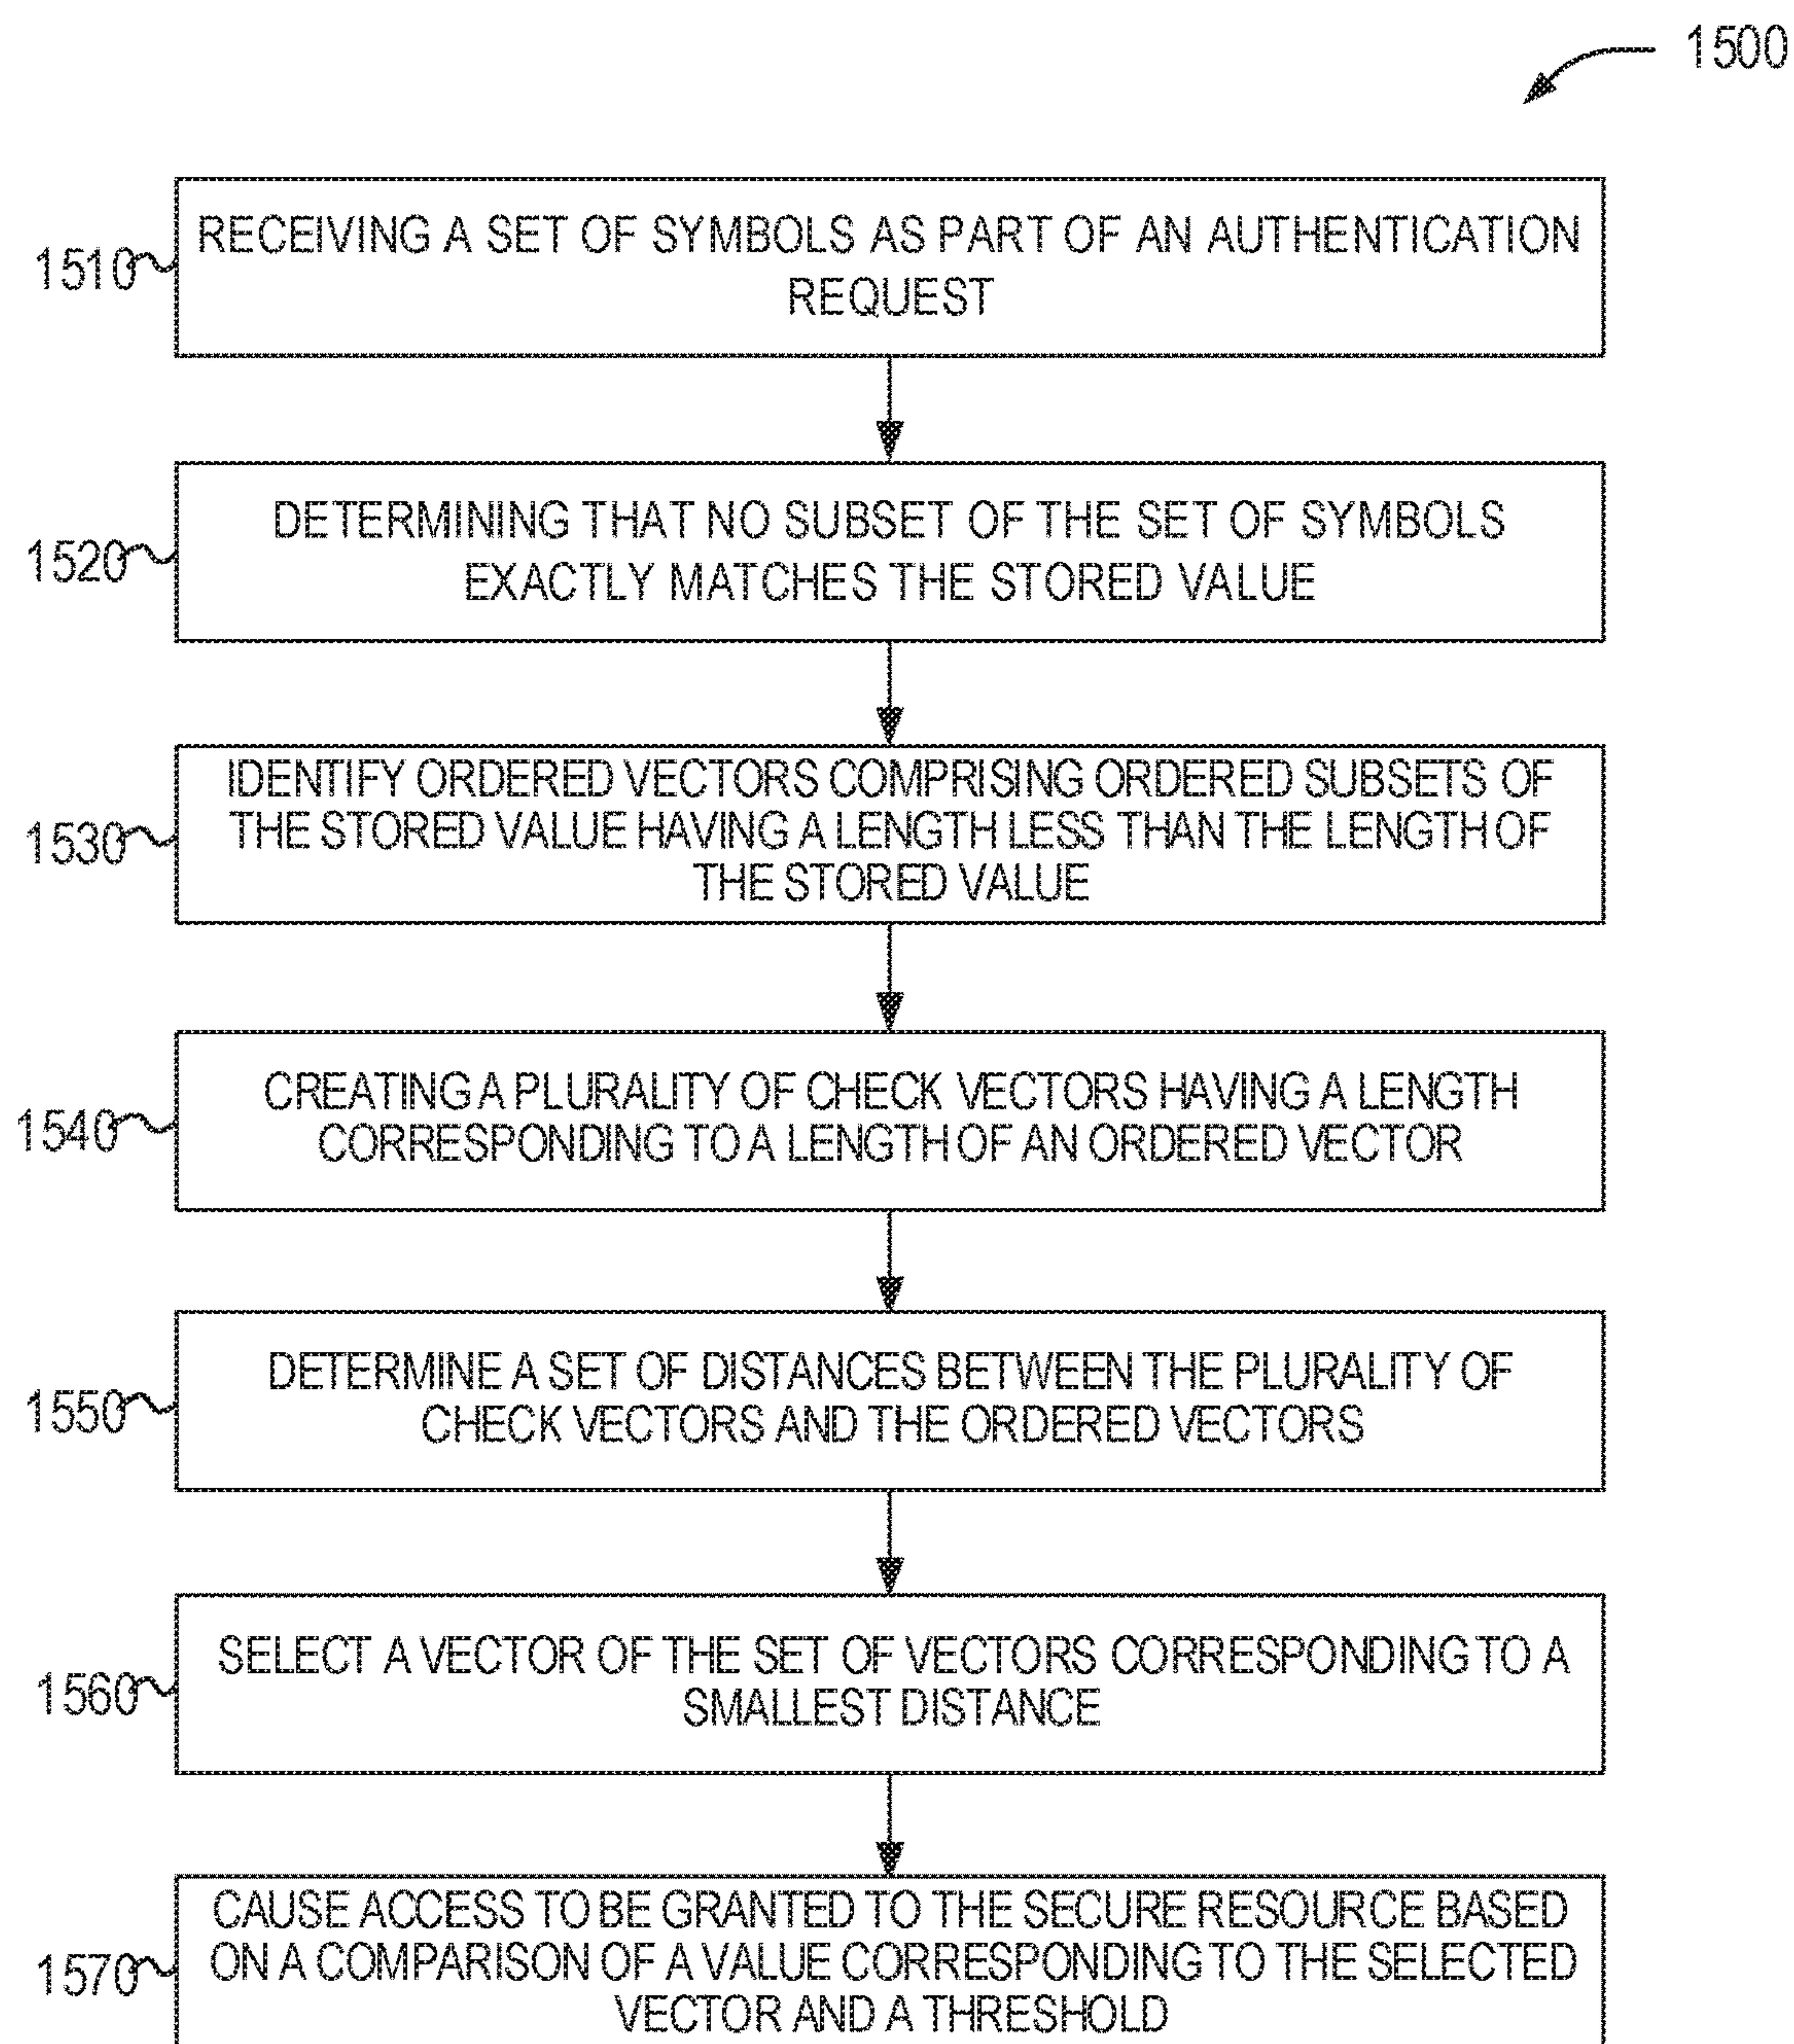 1500
1510
RECEIVING A SET OF SYMBOLS AS PART OF AN AUTHENTICATION
REQUEST
1520
DETERMINING THAT NO SUBSET OF THE SET OF SYMBOLS
EXACTLY MATCHES THE STORED VALUE
1530
IDENTIFY ORDERED VECTORS COMPRISING ORDERED SUBSETS OF
THE STORED VALUE HAVING A LENGTH LESS THAN THE LENGTH OF
THE STORED VALUE
1540
CREATING A PLURALITY OF CHECK VECTORS HAVING A LENGTH
CORRESPONDING TO A LENGTH OF AN ORDERED VECTOR
1550
DETERMINE A SET OF DISTANCES BETWEEN THE PLURALITY OF
CHECK VECTORS AND THE ORDERED VECTORS
1560
SELECT A VECTOR OF THE SET OF VECTORS CORRESPONDING TO A
SMALLEST DISTANCE
1570
CAUSE ACCESS TO BE GRANTED TO THE SECURE RESOURCE BASED
ON A COMPARISON OF A VALUE CORRESPONDING TO THE SELECTED
VECTOR AND A THRESHOLD